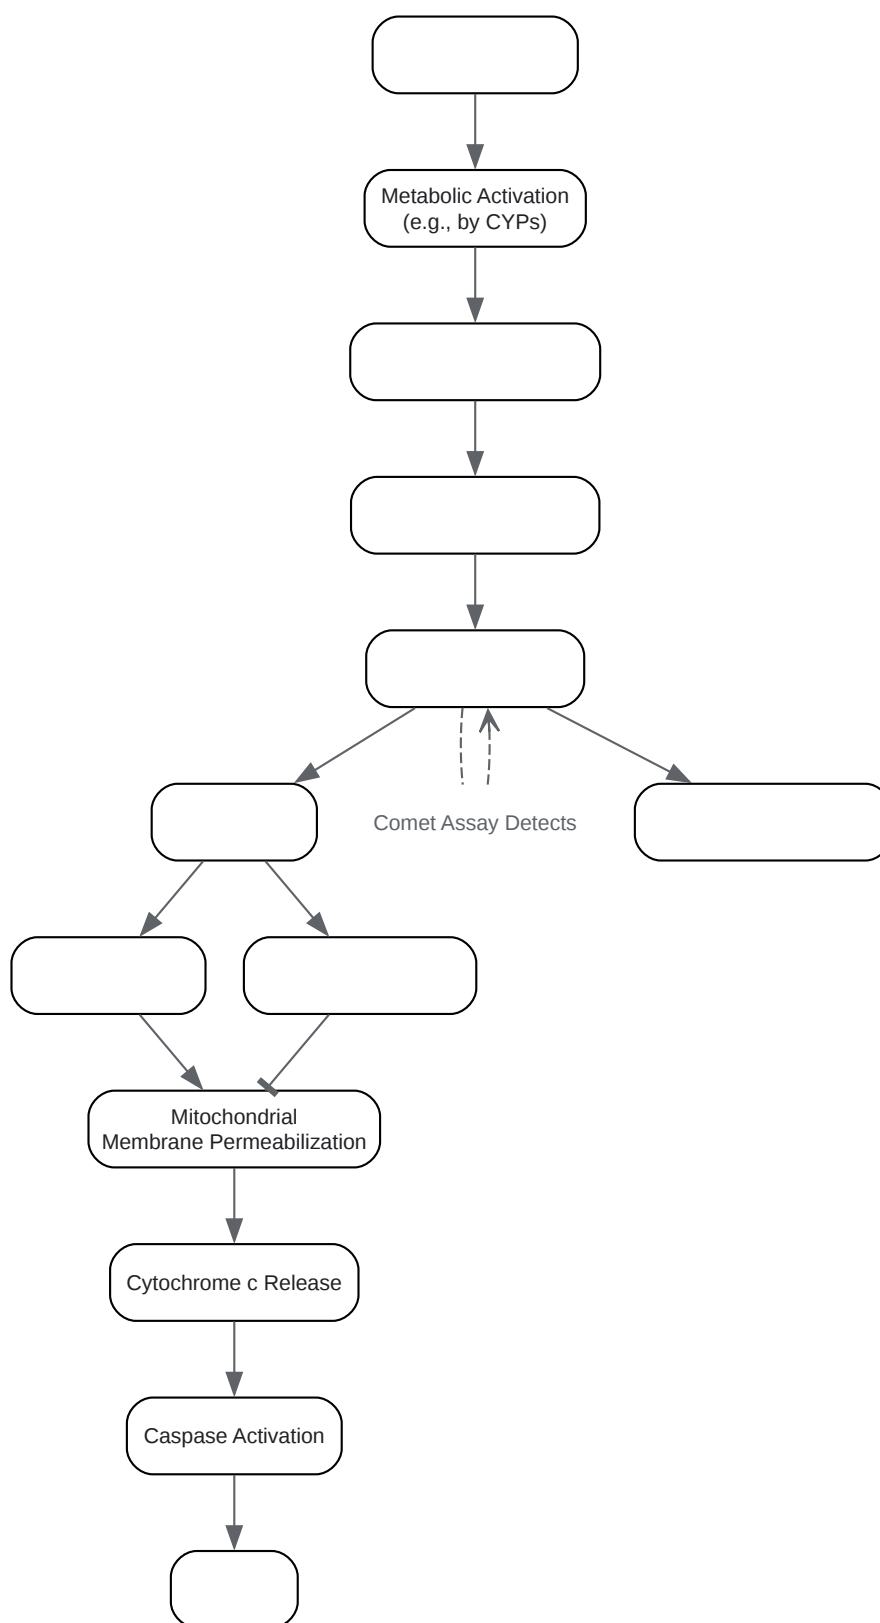 Metabolic Activation
(e.g., by CYPs)
Comet Assay Detects
Mitochondrial
Membrane Permeabilization
Cytochrome c Release
Caspase Activation